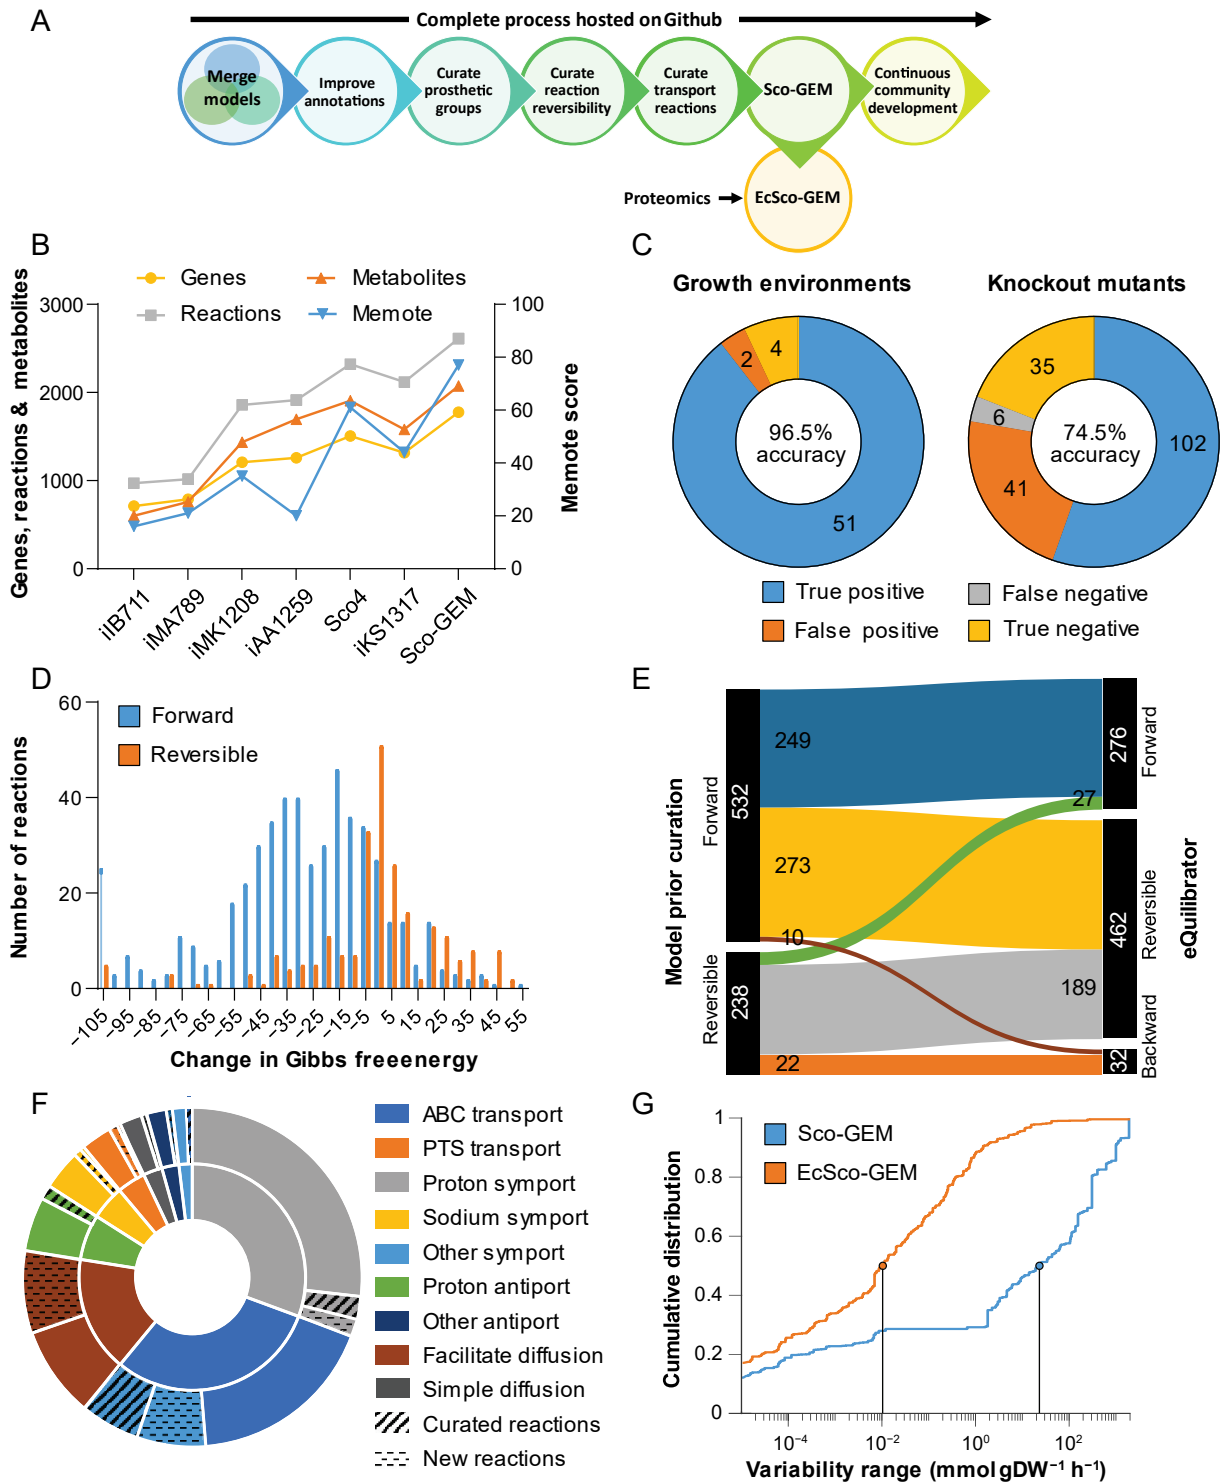 A
Complete process hosted on Github
Merge
models
Improve
annotations
Curate
prosthetic
groups
Curate
reaction
reversibility
Curate
transport
reactions
Sco-GEM
Continuous
community
development
Proteomics
EcSco-GEM
B
Genes
Metabolites
Reactions
Memote
Genes, reactions & metabolites
3000
2000
1000
0
100
80
60
40
20
0
Memote score
iIB711
iMA789
iMK1208
iAA1259
Sco4
iKS1317
Sco-GEM
C
Growth environments
Knockout mutants
2
4
96.5%
accuracy
51
35
6
41
74.5%
accuracy
102
True positive
False negative
False positive
True negative
D
Number of reactions
60
40
20
0
Forward
Reversible
−105
−95
−85
−75
−65
−55
−45
−35
−25
−15
−5
5
15
25
35
45
55
Change in Gibbs freeenergy
E
Model prior curation
Forward
532
Reversible
238
249
273
10
27
189
22
276
Forward
462
Reversible
32
Backward
eQuilibrator
F
ABC transport
PTS transport
Proton symport
Sodium symport
Other symport
Proton antiport
Other antiport
Facilitate diffusion
Simple diffusion
Curated reactions
New reactions
G
Cumulative distribution
1
0.8
0.6
0.4
0.2
0
Sco-GEM
EcSco-GEM
10⁻⁴
10⁻²
10⁰
10²
Variability range (mmol gDW⁻¹ h⁻¹)